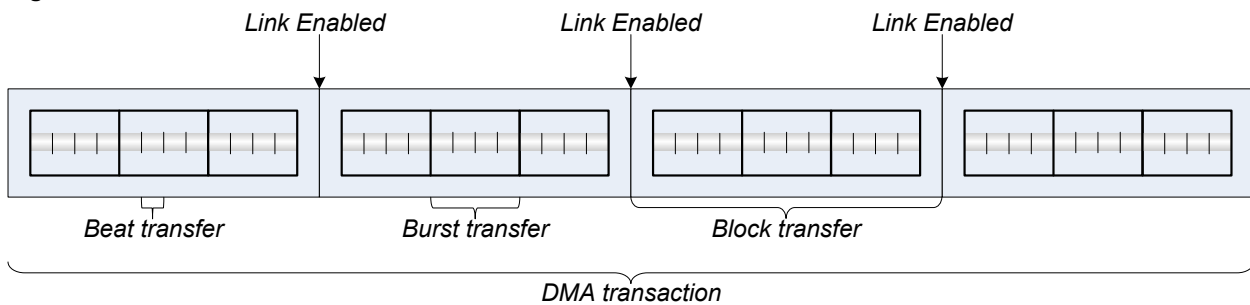 Link Enabled Link Enabled Link Enabled
Beat transfer Burst transfer Block transfer
DMA transaction